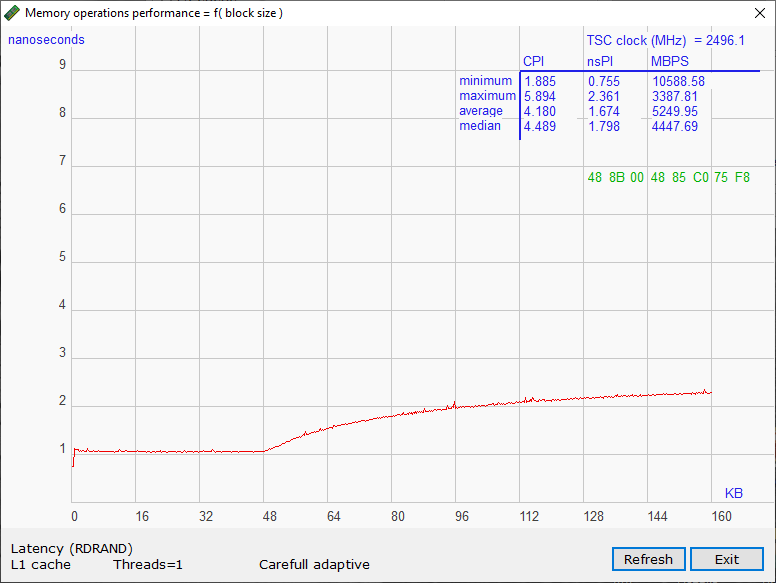 Memory operations performance = f( block size )
nanoseconds
TSC clock (MHz) = 2496.1
CPI nsPI MBPS
minimum 1.885 0.755 10588.58
maximum 5.894 2.361 3387.81
average 4.180 1.674 5249.95
median 4.489 1.798 4447.69
48 8B 00 48 85 C0 75 F8
9
8
7
6
5
4
3
2
1
KB
0 16 32 48 64 80 96 112 128 144 160
Latency (RDRAND)
L1 cache Threads=1 Carefull adaptive
Refresh Exit